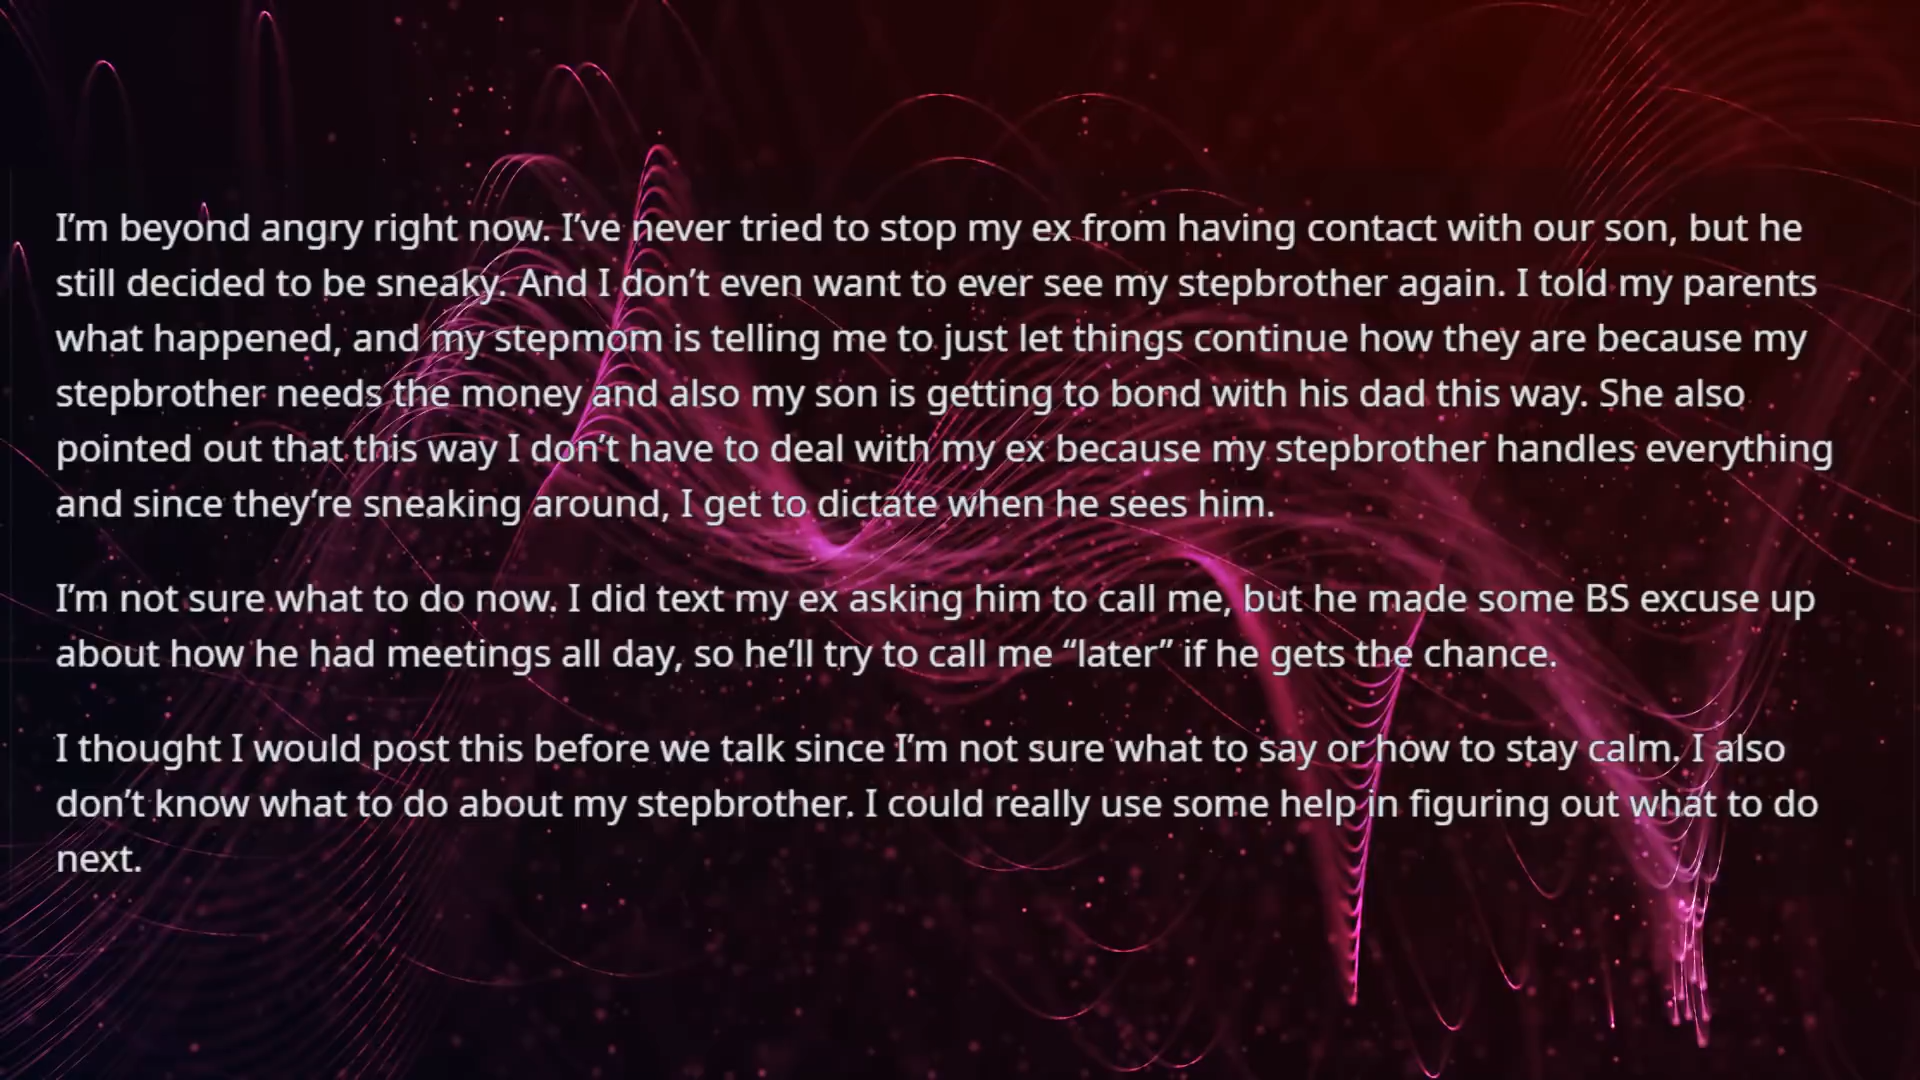 I’m beyond angry right now. I’ve never tried to stop my ex from having contact with our son, but he
still decided to be sneaky. And I don’t even want to ever see my stepbrother again. I told my parents
what happened, and my stepmom is telling me to just let things continue how they are because my
stepbrother needs the money and also my son is getting to bond with his dad this way. She also
pointed out that this way I don’t have to deal with my ex because my stepbrother handles everything
and since they’re sneaking around, I get to dictate when he sees him.
I’m not sure what to do now. I did text my ex asking him to call me, but he made some BS excuse up
about how he had meetings all day, so he’ll try to call me “later” if he gets the chance.
I thought I would post this before we talk since I’m not sure what to say or how to stay calm. I also
don’t know what to do about my stepbrother. I could really use some help in figuring out what to do
next.